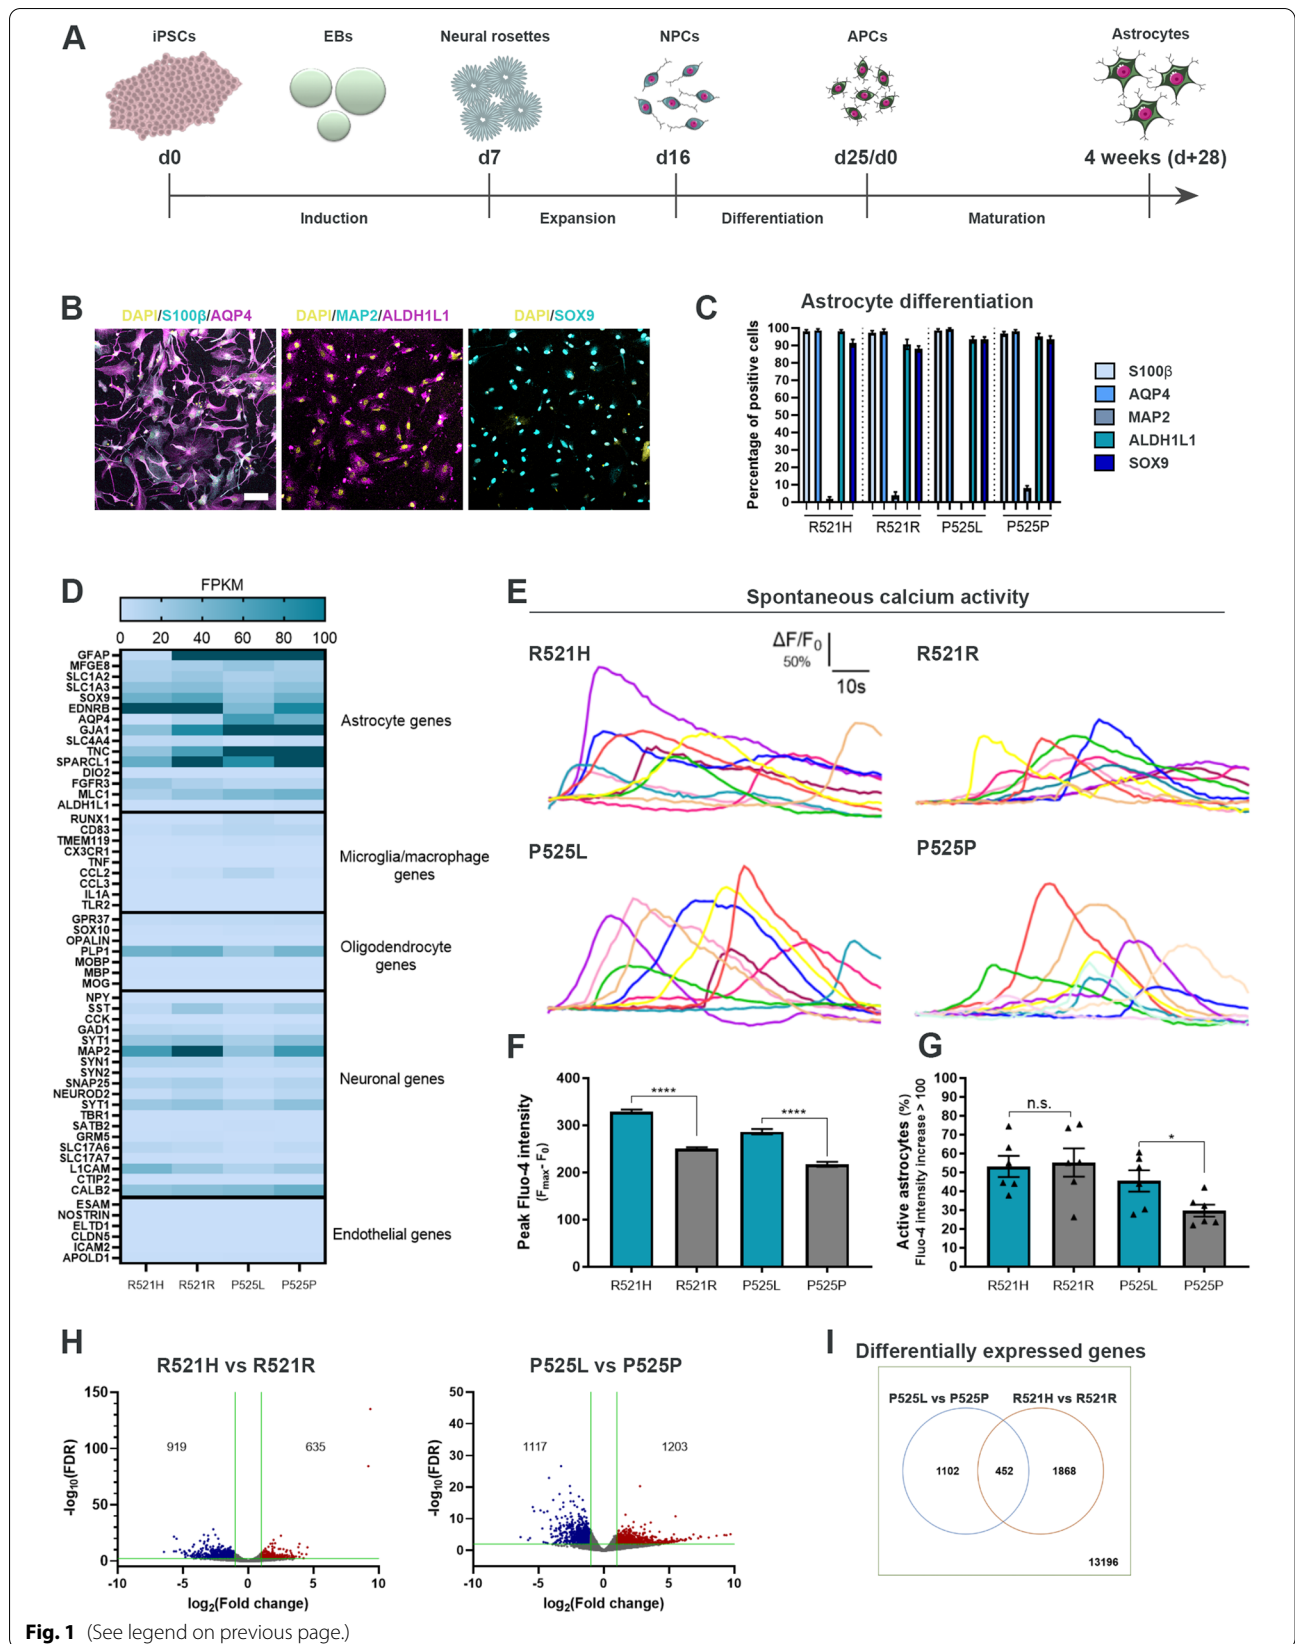 A
iPSCs EBs Neural rosettes NPCs APCs Astrocytes
d0 d7 d16 d25/d0 4 weeks (d+28)
Induction Expansion Differentiation Maturation
B
DAPI/S100β/AQP4 DAPI/MAP2/ALDH1L1 DAPI/SOX9
C
Astrocyte differentiation
Percentage of positive cells
100
90
80
70
60
50
40
30
20
10
0
R521H R521R P525L P525P
S100β
AQP4
MAP2
ALDH1L1
SOX9
D
FPKM
0 20 40 60 80 100
GFAP
MFGE8
SLC1A2
SLC1A3
SOX9
EDNRB
AQP4
GJA1
SLC4A4
TNC
SPARCL1
DIO2
FGFR3
MLC1
ALDH1L1
Astrocyte genes
RUNX1
CD83
TMEM119
CX3CR1
TNF
CCL2
CCL3
IL1A
TLR2
Microglia/macrophage
genes
GPR37
SOX10
OPALIN
PLP1
MOBP
MBP
MOG
Oligodendrocyte
genes
NPY
SST
CCK
GAD1
SYT1
MAP2
SYN1
SYN2
SNAP25
NEUROD2
SYT1
TBR1
SATB2
GRM5
SLC17A6
SLC17A7
L1CAM
CTIP2
CALB2
Neuronal genes
ESAM
NOSTRIN
ELTD1
CLDN5
ICAM2
APOLD1
Endothelial genes
R521H R521R P525L P525P
E
Spontaneous calcium activity
R521H
ΔF/F0
50%
10s
R521R
P525L
P525P
F
Peak Fluo-4 intensity
(Fmax- F0)
400
300
200
100
0
**** ****
R521H R521R P525L P525P
G
Active astrocytes (%)
Fluo-4 intensity increase > 100
100
90
80
70
60
50
40
30
20
10
0
n.s. *
R521H R521R P525L P525P
H
R521H vs R521R
-log10(FDR)
150
100
50
0
919 635
-10 -5 0 5 10
log2(Fold change)
P525L vs P525P
-log10(FDR)
50
40
30
20
10
0
1117 1203
-10 -5 0 5 10
log2(Fold change)
I
Differentially expressed genes
P525L vs P525P R521H vs R521R
1102 452 1868
13196
Fig. 1 (See legend on previous page.)